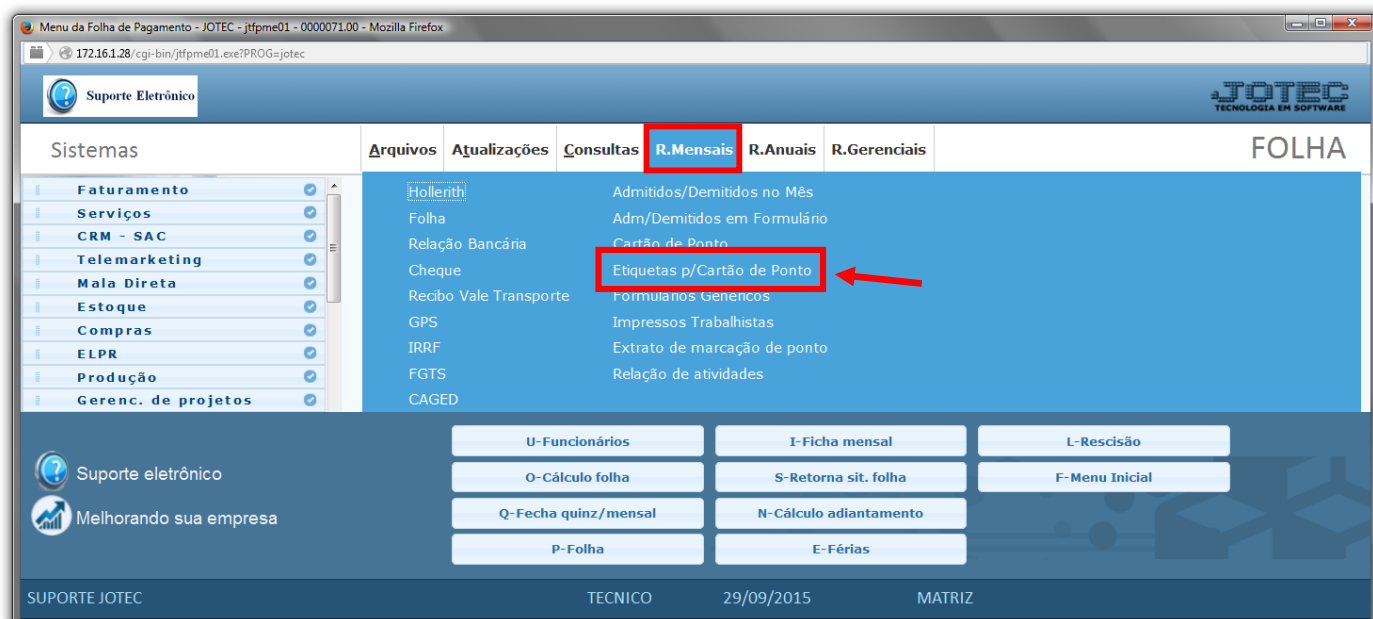 Menu da Folha de Pagamento - JOTEC - jtfpme01 - 0000071.00 - Mozilla Firefox
172.16.1.28/cgi-bin/jtfpme01.exe?PROG=jotec
Suporte Eletrônico
JOTEC
TECNOLOGIA EM SOFTWARE
Sistemas
Arquivos Atualizações Consultas R.Mensais R.Anuais R.Gerenciais
FOLHA
Faturamento
Serviços
CRM - SAC
Telemarketing
Mala Direta
Estoque
Compras
ELPR
Produção
Gerenc. de projetos
Hollerith
Folha
Relação Bancária
Cheque
Recibo Vale Transporte
GPS
IRRF
FGTS
CAGED
Admitidos/Demitidos no Mês
Adm/Demitidos em Formulário
Cartão de Ponto
Etiquetas p/Cartão de Ponto
Formulários Genéricos
Impressos Trabalhistas
Extrato de marcação de ponto
Relação de atividades
Suporte eletrônico
Melhorando sua empresa
U-Funcionários I-Ficha mensal L-Rescisão
O-Cálculo folha S-Retorna sit. folha F-Menu Inicial
Q-Fecha quinz/mensal N-Cálculo adiantamento
P-Folha E-Férias
SUPORTE JOTEC TECNICO 29/09/2015 MATRIZ